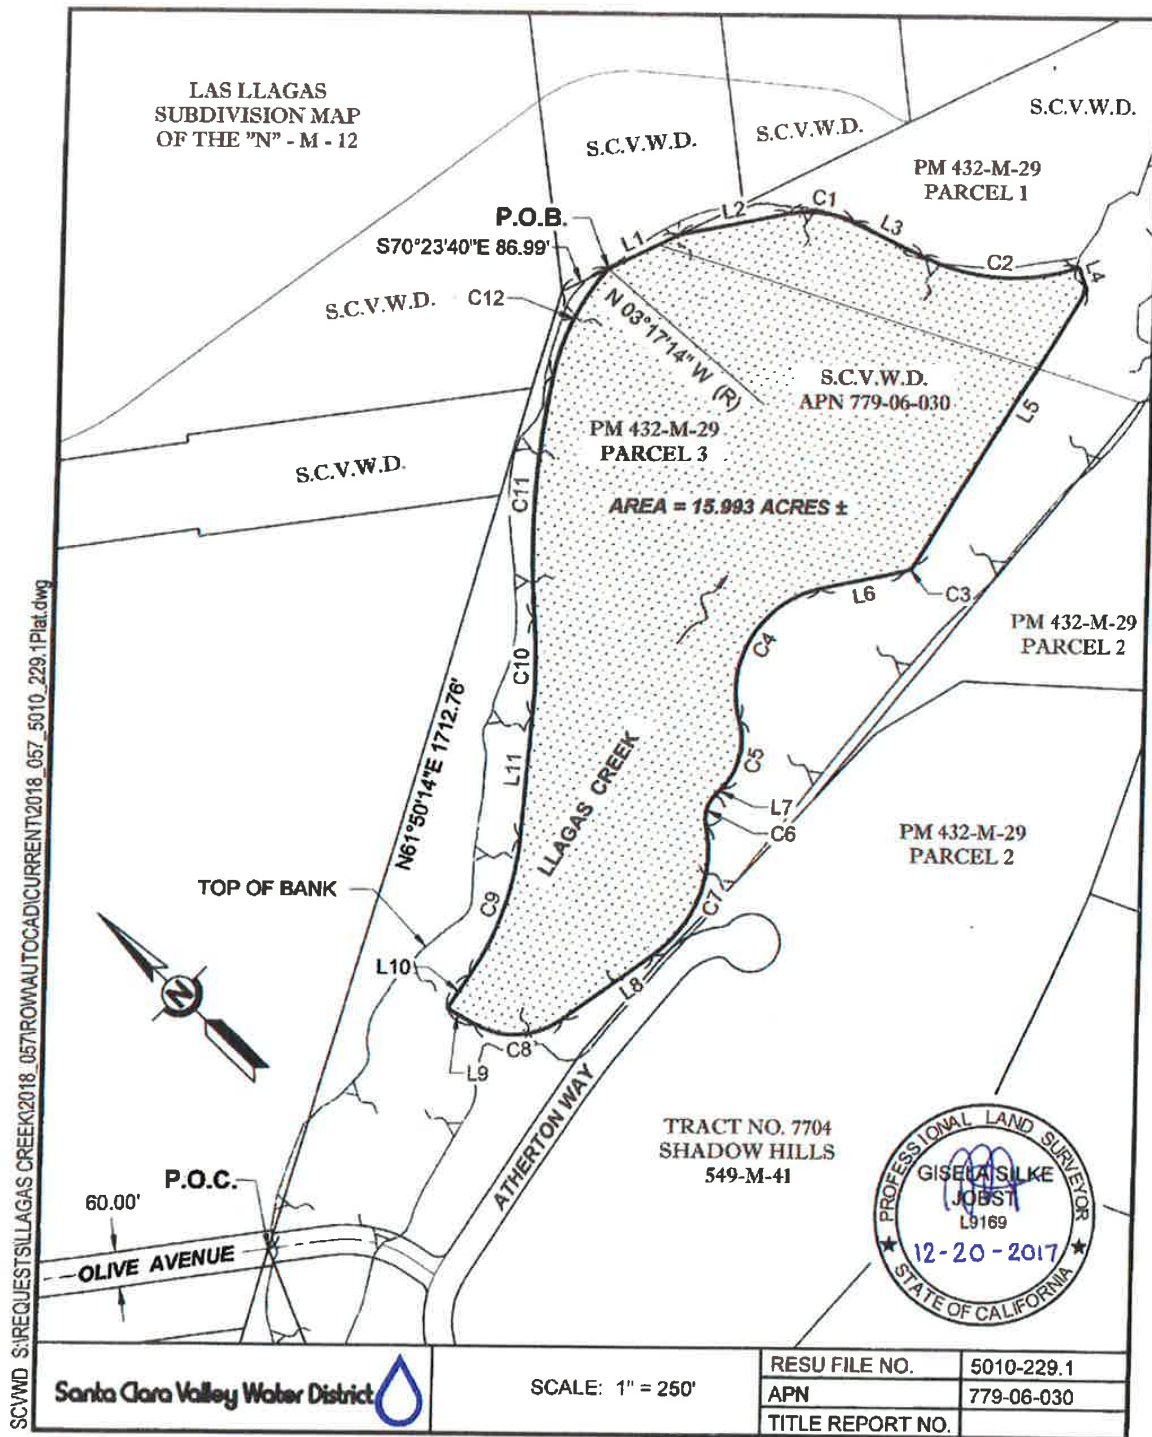 LAS LLAGAS
SUBDIVISION MAP
OF THE "N" - M - 12
S.C.V.W.D.
S.C.V.W.D.
S.C.V.W.D.
PM 432-M-29
PARCEL 1
P.O.B.
S70°23'40"E 86.99'
L1
L2
C1
L3
C2
L4
S.C.V.W.D.
C12
N 03°17'14" W (R)
S.C.V.W.D.
APN 779-06-030
L5
PM 432-M-29
PARCEL 3
S.C.V.W.D.
C11
AREA = 15.993 ACRES ±
L6
C3
C4
PM 432-M-29
PARCEL 2
C10
N61°50'14"E 1712.76'
L11
LLAGAS CREEK
C5
L7
C6
PM 432-M-29
PARCEL 2
TOP OF BANK
C9
C7
L10
L8
C8
L9
ATHERTON WAY
N
TRACT NO. 7704
SHADOW HILLS
549-M-41
P.O.C.
60.00'
OLIVE AVENUE
PROFESSIONAL LAND SURVEYOR
GISELA SILKE
JOBST
L9169
12-20-2017
STATE OF CALIFORNIA
SCVWD S:\REQUESTS\LLAGAS CREEK\2018_057\ROW\AUTOCAD\CURRENT\2018_057_5010_229.1Plat.dwg
Santa Clara Valley Water District
SCALE: 1" = 250'
RESU FILE NO. 5010-229.1
APN 779-06-030
TITLE REPORT NO.